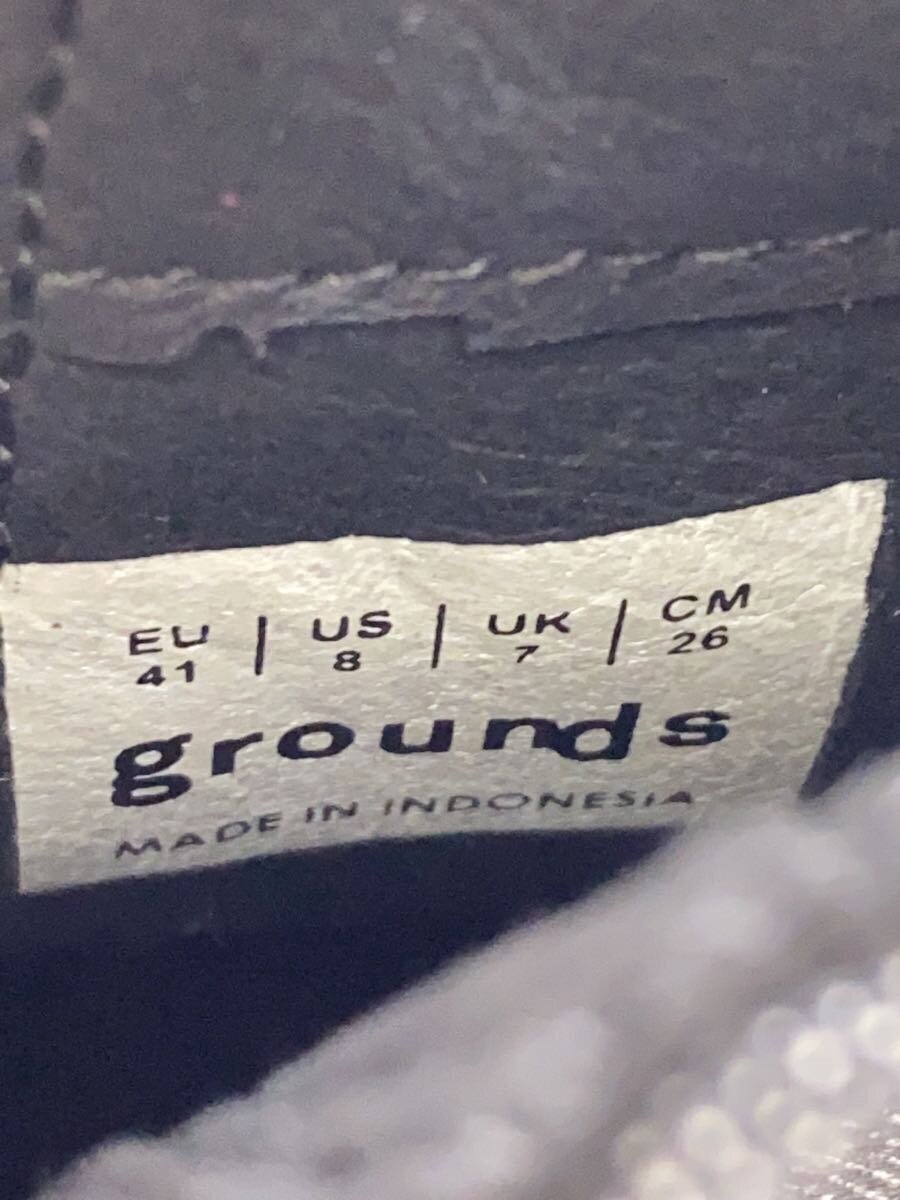 EU | US | UK | CM
41 | 8 | 7 | 26
grounds
MADE IN INDONESIA